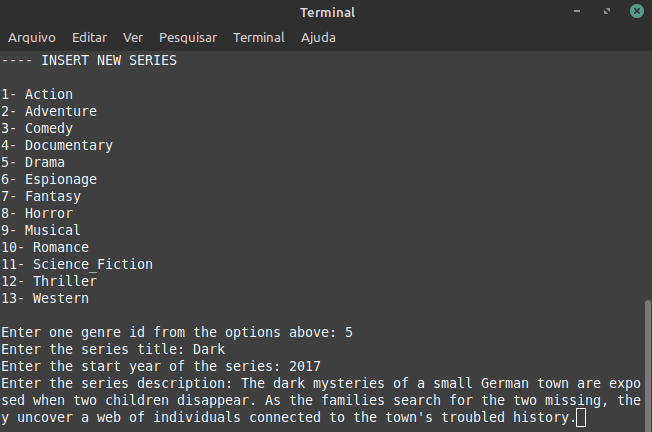 Terminal
Arquivo Editar Ver Pesquisar Terminal Ajuda
---- INSERT NEW SERIES
1- Action
2- Adventure
3- Comedy
4- Documentary
5- Drama
6- Espionage
7- Fantasy
8- Horror
9- Musical
10- Romance
11- Science_Fiction
12- Thriller
13- Western
Enter one genre id from the options above: 5
Enter the series title: Dark
Enter the start year of the series: 2017
Enter the series description: The dark mysteries of a small German town are expo
sed when two children disappear. As the families search for the two missing, the
y uncover a web of individuals connected to the town's troubled history.